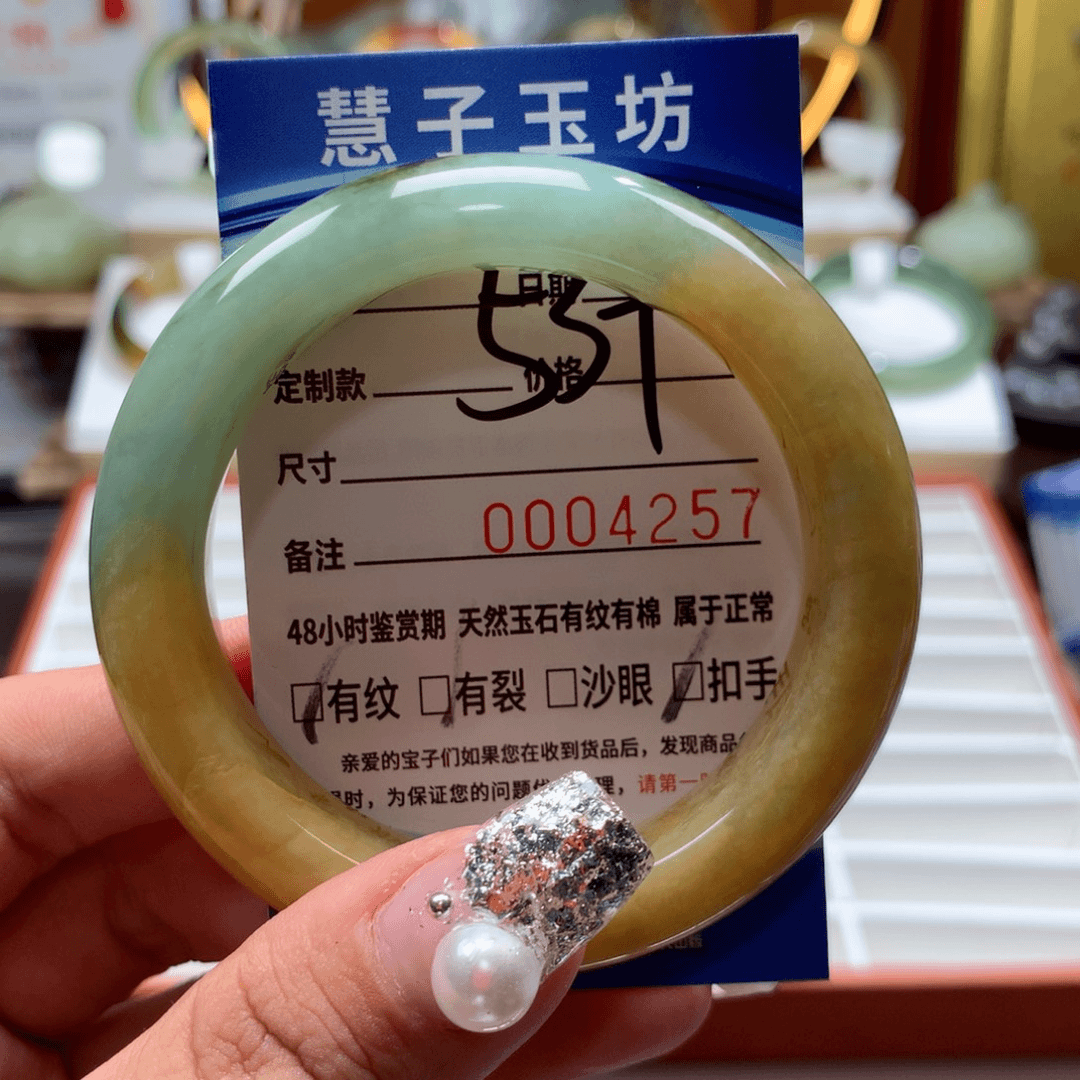 慧子玉坊
日期
531
定制款 价格
尺寸
0004257
备注
48小时鉴赏期 天然玉石有纹有棉 属于正常
□有纹 □有裂 □沙眼 □扣手
亲爱的宝子们如果您在收到货品后，发现商品
时，为保证您的问题 理，请第一